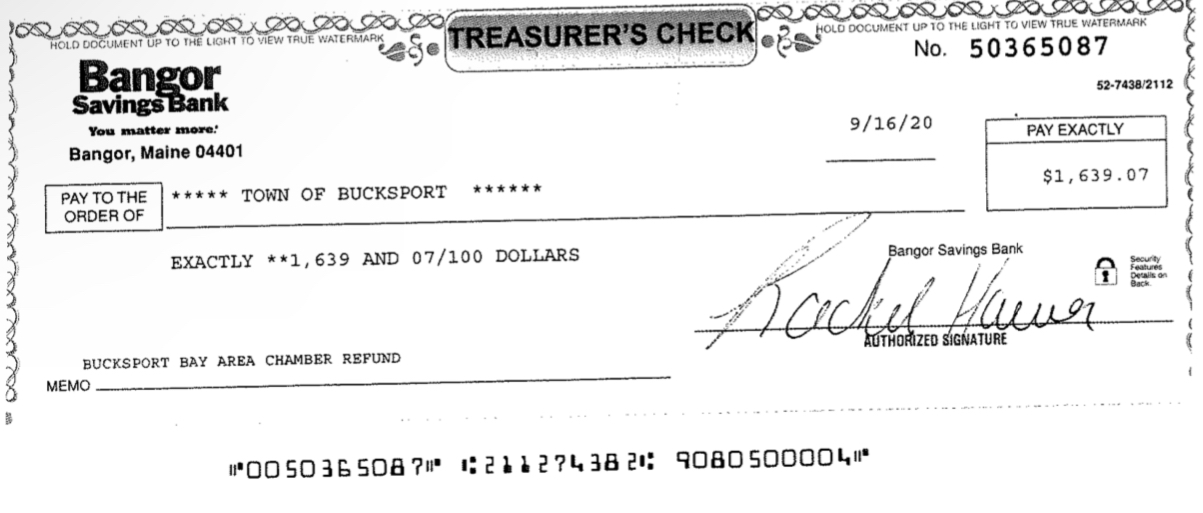 HOLD DOCUMENT UP TO THE LIGHT TO VIEW TRUE WATERMARK
TREASURER'S CHECK
HOLD DOCUMENT UP TO THE LIGHT TO VIEW TRUE WATERMARK
No. 50365087
52-7438/2112
Bangor
Savings Bank
You matter more.
Bangor, Maine 04401
9/16/20
PAY EXACTLY
$1,639.07
PAY TO THE
ORDER OF
***** TOWN OF BUCKSPORT ******
EXACTLY **1,639 AND 07/100 DOLLARS
Bangor Savings Bank
Security
Features
Details on
Back.
Rachel
AUTHORIZED SIGNATURE
BUCKSPORT BAY AREA CHAMBER REFUND
MEMO
⑈0050365087⑈ ⑆211274382⑆ 9080500004⑈